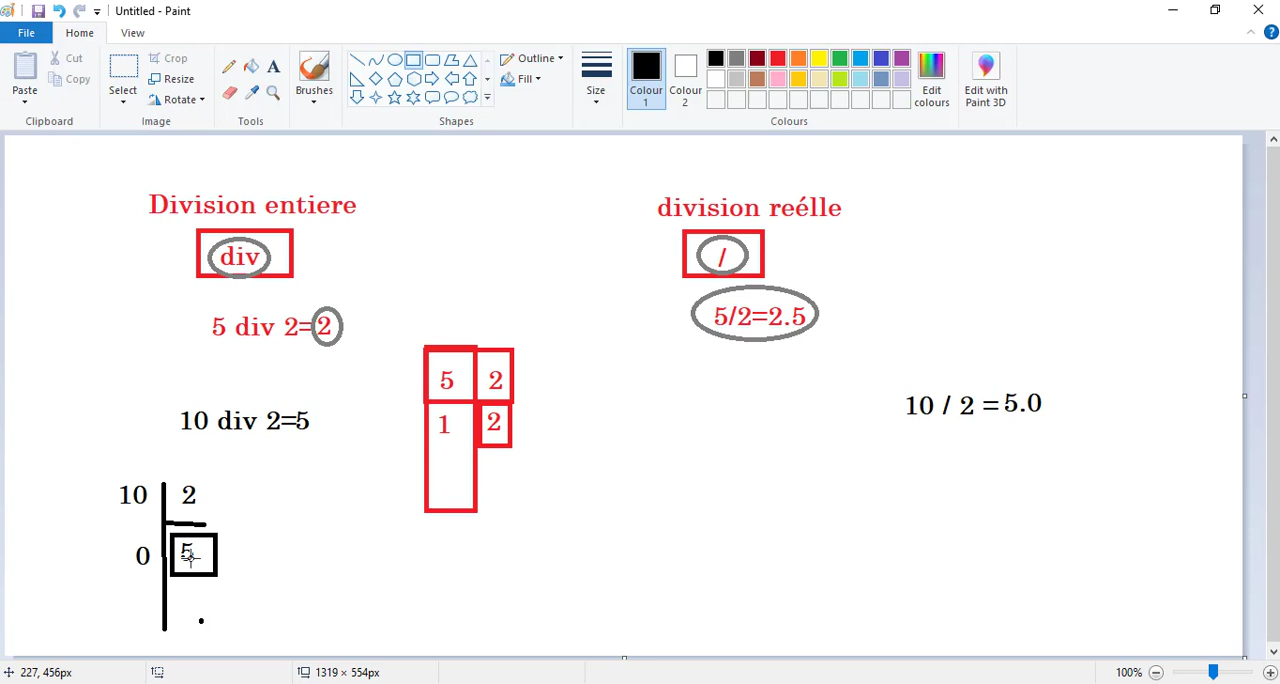 Untitled - Paint
File Home View
Paste
Cut
Copy
Clipboard
Select
Crop
Resize
Rotate
Image
A
Tools
Brushes
Shapes
Outline
Fill
Size
Colour 1
Colour 2
Edit colours
Colours
Edit with Paint 3D
Division entiere
division reélle
div
/
5 div 2=2
5/2=2.5
5 2
1 2
10 div 2=5
10 / 2 = 5.0
10 2
0 5
227, 456px
1319 × 554px
100%